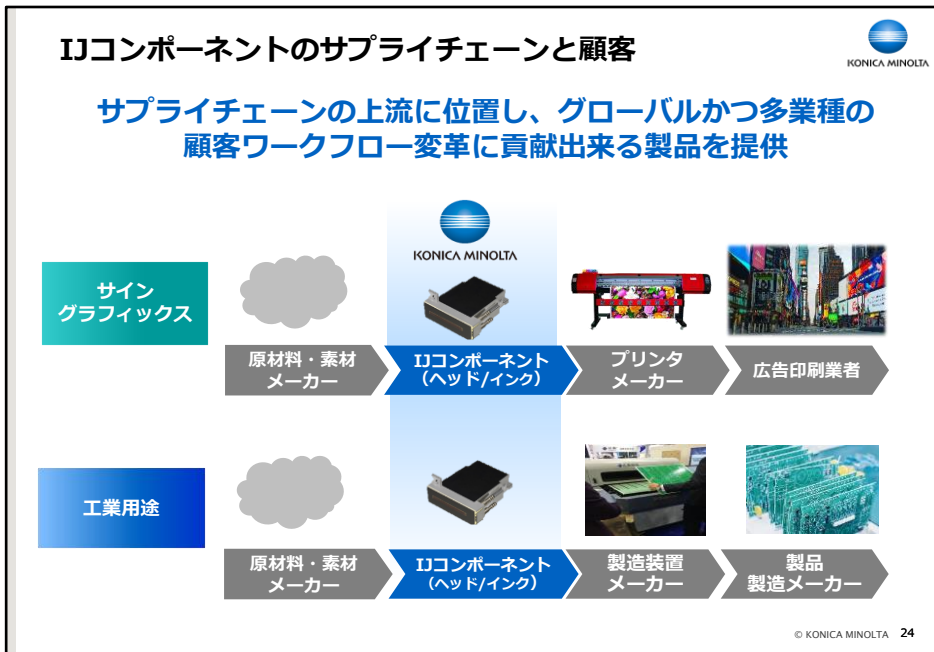 IJコンポーネントのサプライチェーンと顧客
KONICA MINOLTA
サプライチェーンの上流に位置し、グローバルかつ多業種の
顧客ワークフロー変革に貢献出来る製品を提供
KONICA MINOLTA
サイン
グラフィックス
原材料・素材
メーカー
IJコンポーネント
（ヘッド/インク）
プリンタ
メーカー
広告印刷業者
工業用途
原材料・素材
メーカー
IJコンポーネント
（ヘッド/インク）
製造装置
メーカー
製品
製造メーカー
© KONICA MINOLTA 24